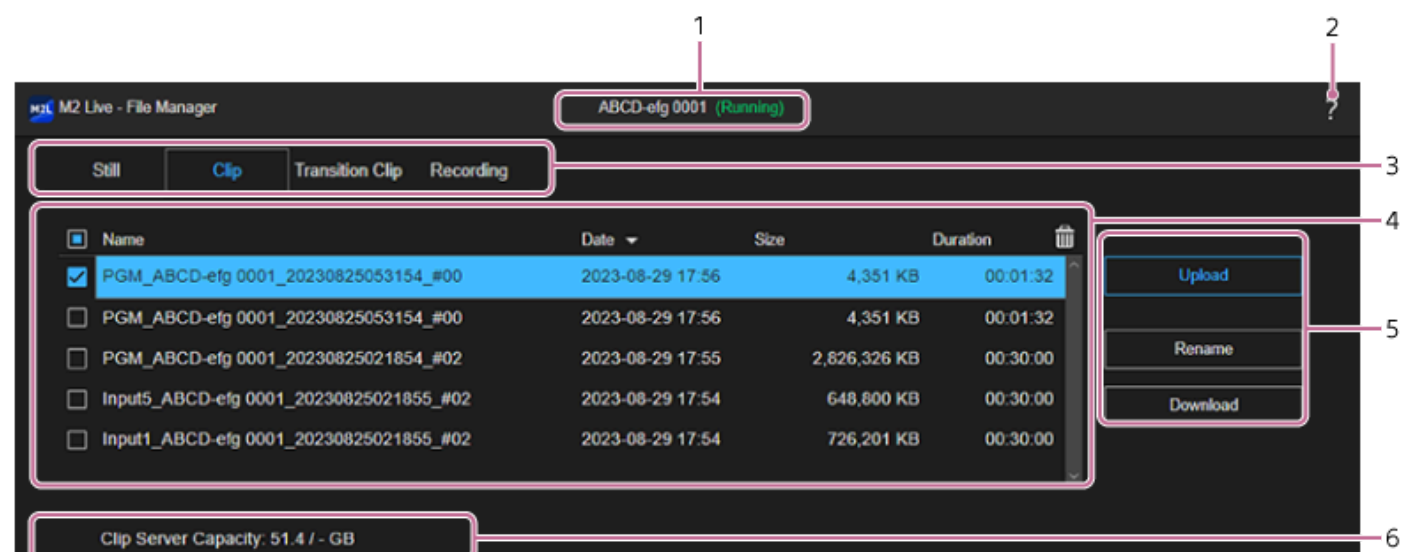 1
2
M2L M2 Live - File Manager ABCD-efg 0001 (Running) ?
Still Clip Transition Clip Recording
3
4
Name Date Size Duration
PGM_ABCD-efg 0001_20230825053154_#00 2023-08-29 17:56 4,351 KB 00:01:32
Upload
PGM_ABCD-efg 0001_20230825053154_#00 2023-08-29 17:56 4,351 KB 00:01:32
5
PGM_ABCD-efg 0001_20230825021854_#02 2023-08-29 17:55 2,826,326 KB 00:30:00
Rename
Input5_ABCD-efg 0001_20230825021855_#02 2023-08-29 17:54 648,800 KB 00:30:00
Download
Input1_ABCD-efg 0001_20230825021855_#02 2023-08-29 17:54 726,201 KB 00:30:00
Clip Server Capacity: 51.4 / - GB
6